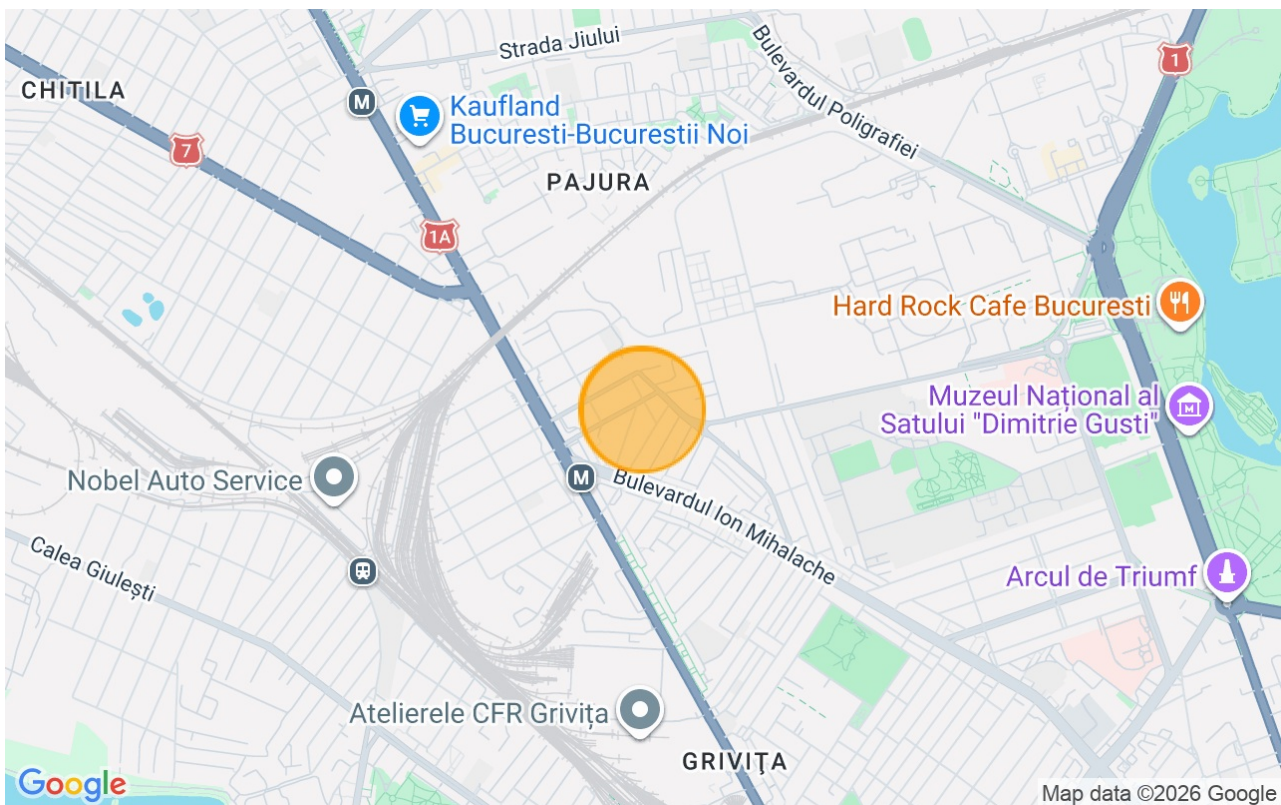 Strada Jiului
Bulevardul Poligrafiei
1
CHITILA
M
Kaufland
Bucuresti-Bucurestii Noi
7
PAJURA
1A
Hard Rock Cafe Bucuresti
Muzeul Național al
Satului "Dimitrie Gusti"
M
Nobel Auto Service
M
Bulevardul Ion Mihalache
Calea Giulești
Arcul de Triumf
Atelierele CFR Grivița
GRIVIŢA
Google
Map data ©2026 Google